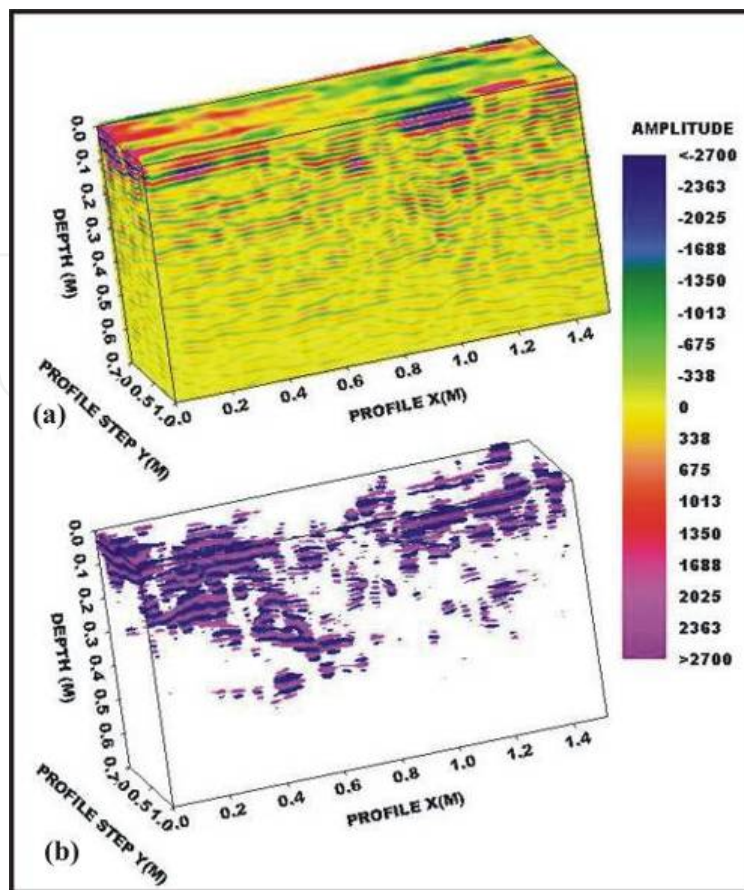 AMPLITUDE
<-2700
-2363
-2025
-1688
-1350
-1013
-675
-338
0
338
675
1013
1350
1688
2025
2363
>2700
0.0
0.1
0.2
0.3
0.4
0.5
0.6
0.7
DEPTH (M)
0 0.5 1.0
PROFILE STEP Y(M)
.0 0.2 0.4 0.6 0.8 1.0 1.2 1.4
PROFILE X(M)
(a)
0.0
0.1
0.2
0.3
0.4
0.5
0.6
0.7
DEPTH (M)
0 0.5 1.0
PROFILE STEP Y(M)
.0 0.2 0.4 0.6 0.8 1.0 1.2 1.4
PROFILE X(M)
(b)